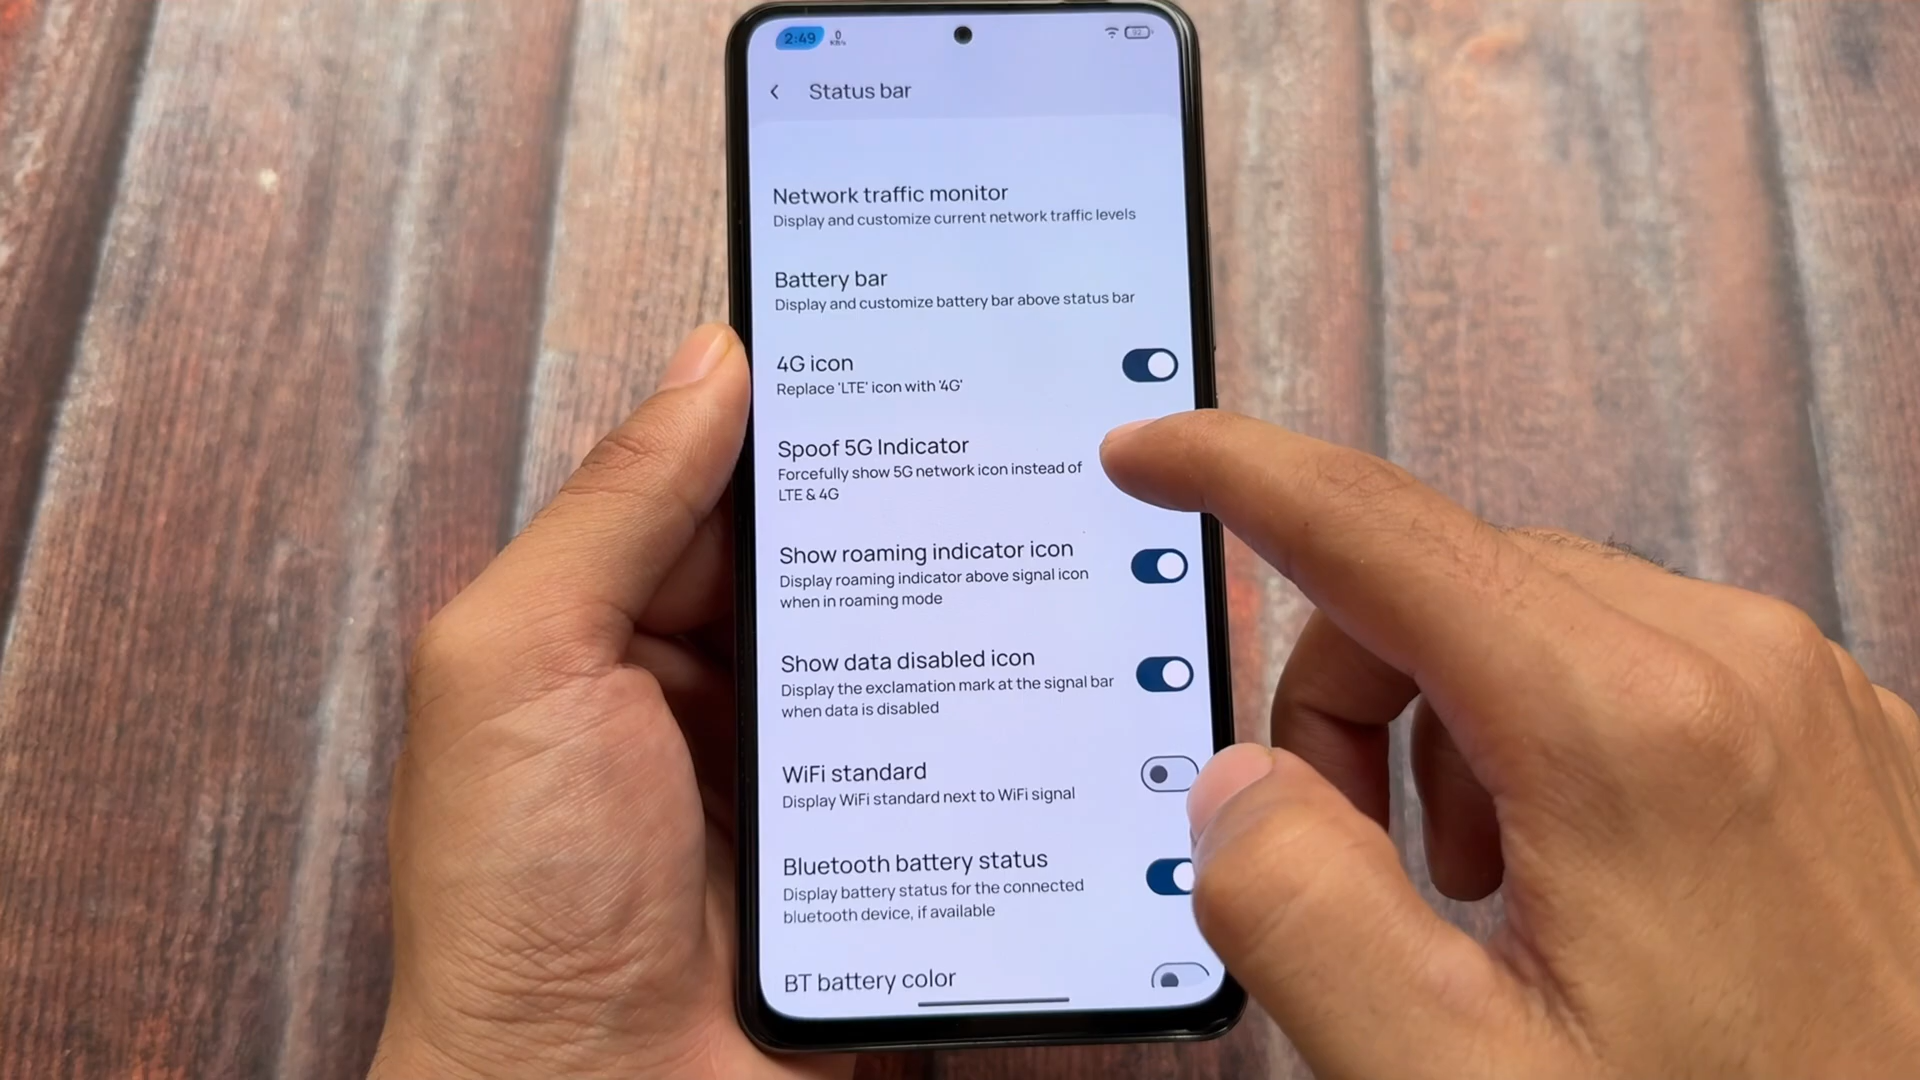 2:49 0 KB/s 92
Status bar
Network traffic monitor
Display and customize current network traffic levels
Battery bar
Display and customize battery bar above status bar
4G icon
Replace 'LTE' icon with '4G'
Spoof 5G Indicator
Forcefully show 5G network icon instead of
LTE & 4G
Show roaming indicator icon
Display roaming indicator above signal icon
when in roaming mode
Show data disabled icon
Display the exclamation mark at the signal bar
when data is disabled
WiFi standard
Display WiFi standard next to WiFi signal
Bluetooth battery status
Display battery status for the connected
bluetooth device, if available
BT battery color